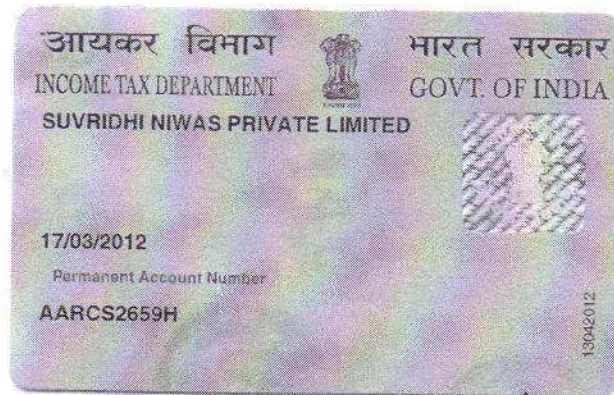 आयकर विभाग
भारत सरकार
INCOME TAX DEPARTMENT
GOVT. OF INDIA
SUVRIDHI NIWAS PRIVATE LIMITED
17/03/2012
Permanent Account Number
AARCS2659H
13042012